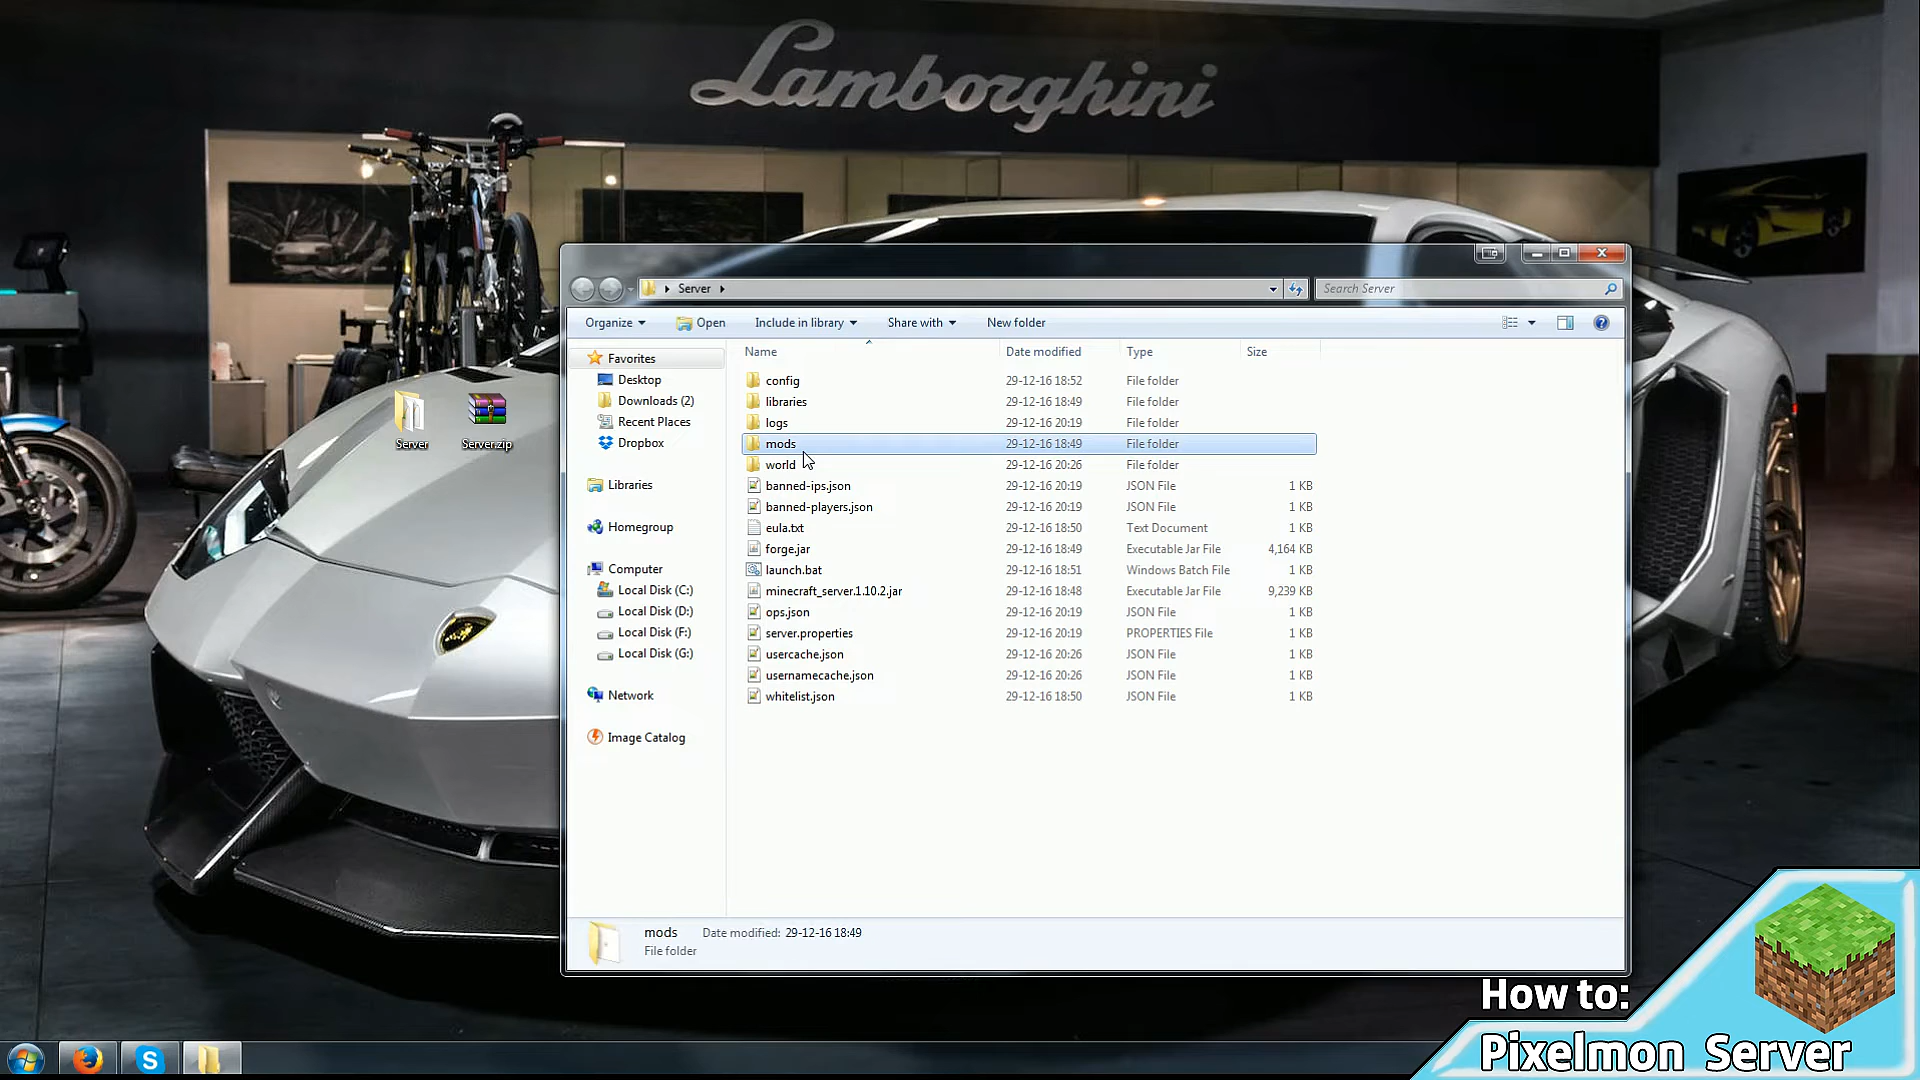 Lamborghini
Server
Search Server
Organize Open Include in library Share with New folder
Name Date modified Type Size
Favorites
Desktop
Downloads (2)
Recent Places
Dropbox
Libraries
Homegroup
Computer
Local Disk (C:)
Local Disk (D:)
Local Disk (F:)
Local Disk (G:)
Network
Image Catalog
config 29-12-16 18:52 File folder
libraries 29-12-16 18:49 File folder
logs 29-12-16 20:19 File folder
mods 29-12-16 18:49 File folder
world 29-12-16 20:26 File folder
banned-ips.json 29-12-16 20:19 JSON File 1 KB
banned-players.json 29-12-16 20:19 JSON File 1 KB
eula.txt 29-12-16 18:50 Text Document 1 KB
forge.jar 29-12-16 18:49 Executable Jar File 4,164 KB
launch.bat 29-12-16 18:51 Windows Batch File 1 KB
minecraft_server.1.10.2.jar 29-12-16 18:48 Executable Jar File 9,239 KB
ops.json 29-12-16 20:19 JSON File 1 KB
server.properties 29-12-16 20:19 PROPERTIES File 1 KB
usercache.json 29-12-16 20:26 JSON File 1 KB
usernamecache.json 29-12-16 20:26 JSON File 1 KB
whitelist.json 29-12-16 18:50 JSON File 1 KB
mods Date modified: 29-12-16 18:49
File folder
Server
Server.zip
How to:
Pixelmon Server